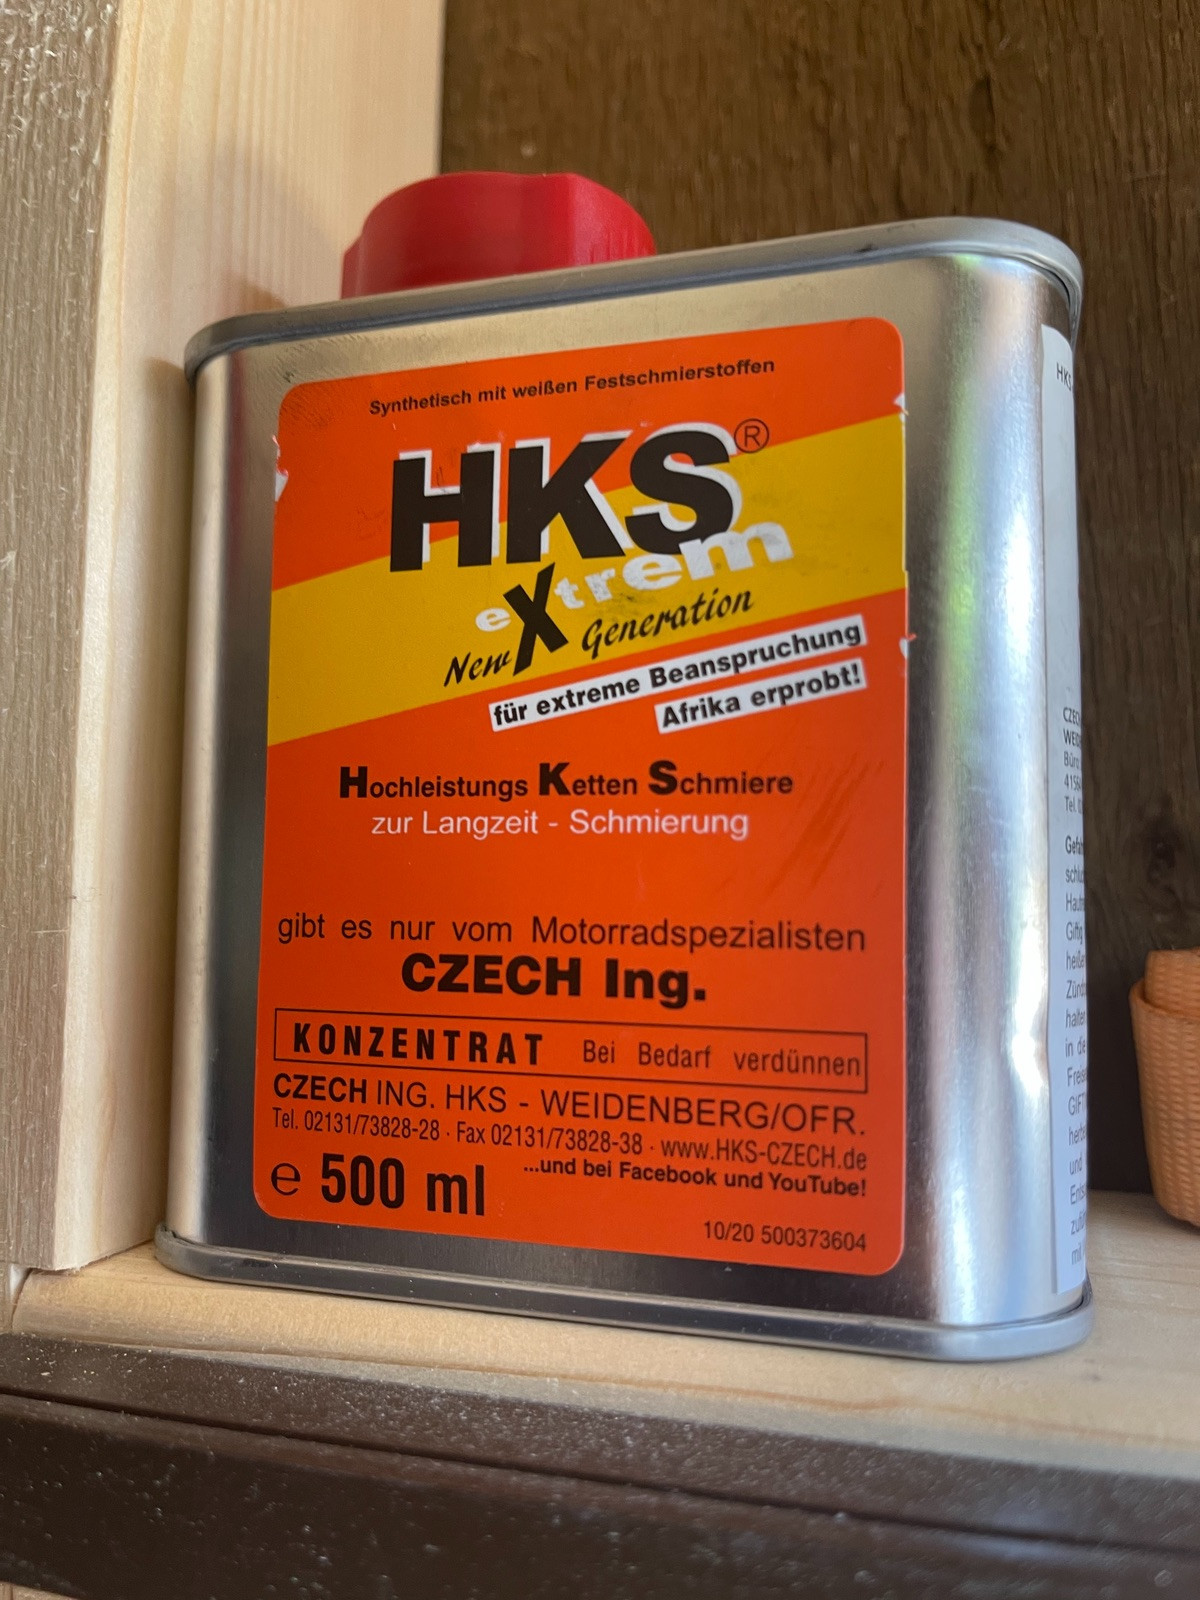 Synthetisch mit weißen Festschmierstoffen
HKS®
eXtrem
New X Generation
für extreme Beanspruchung
Afrika erprobt!
Hochleistungs Ketten Schmiere
zur Langzeit - Schmierung
gibt es nur vom Motorradspezialisten
CZECH Ing.
KONZENTRAT Bei Bedarf verdünnen
CZECH ING. HKS - WEIDENBERG/OFR.
Tel. 02131/73828-28 · Fax 02131/73828-38 · www.HKS-CZECH.de
...und bei Facebook und YouTube!
℮ 500 ml
10/20 500373604
HKS